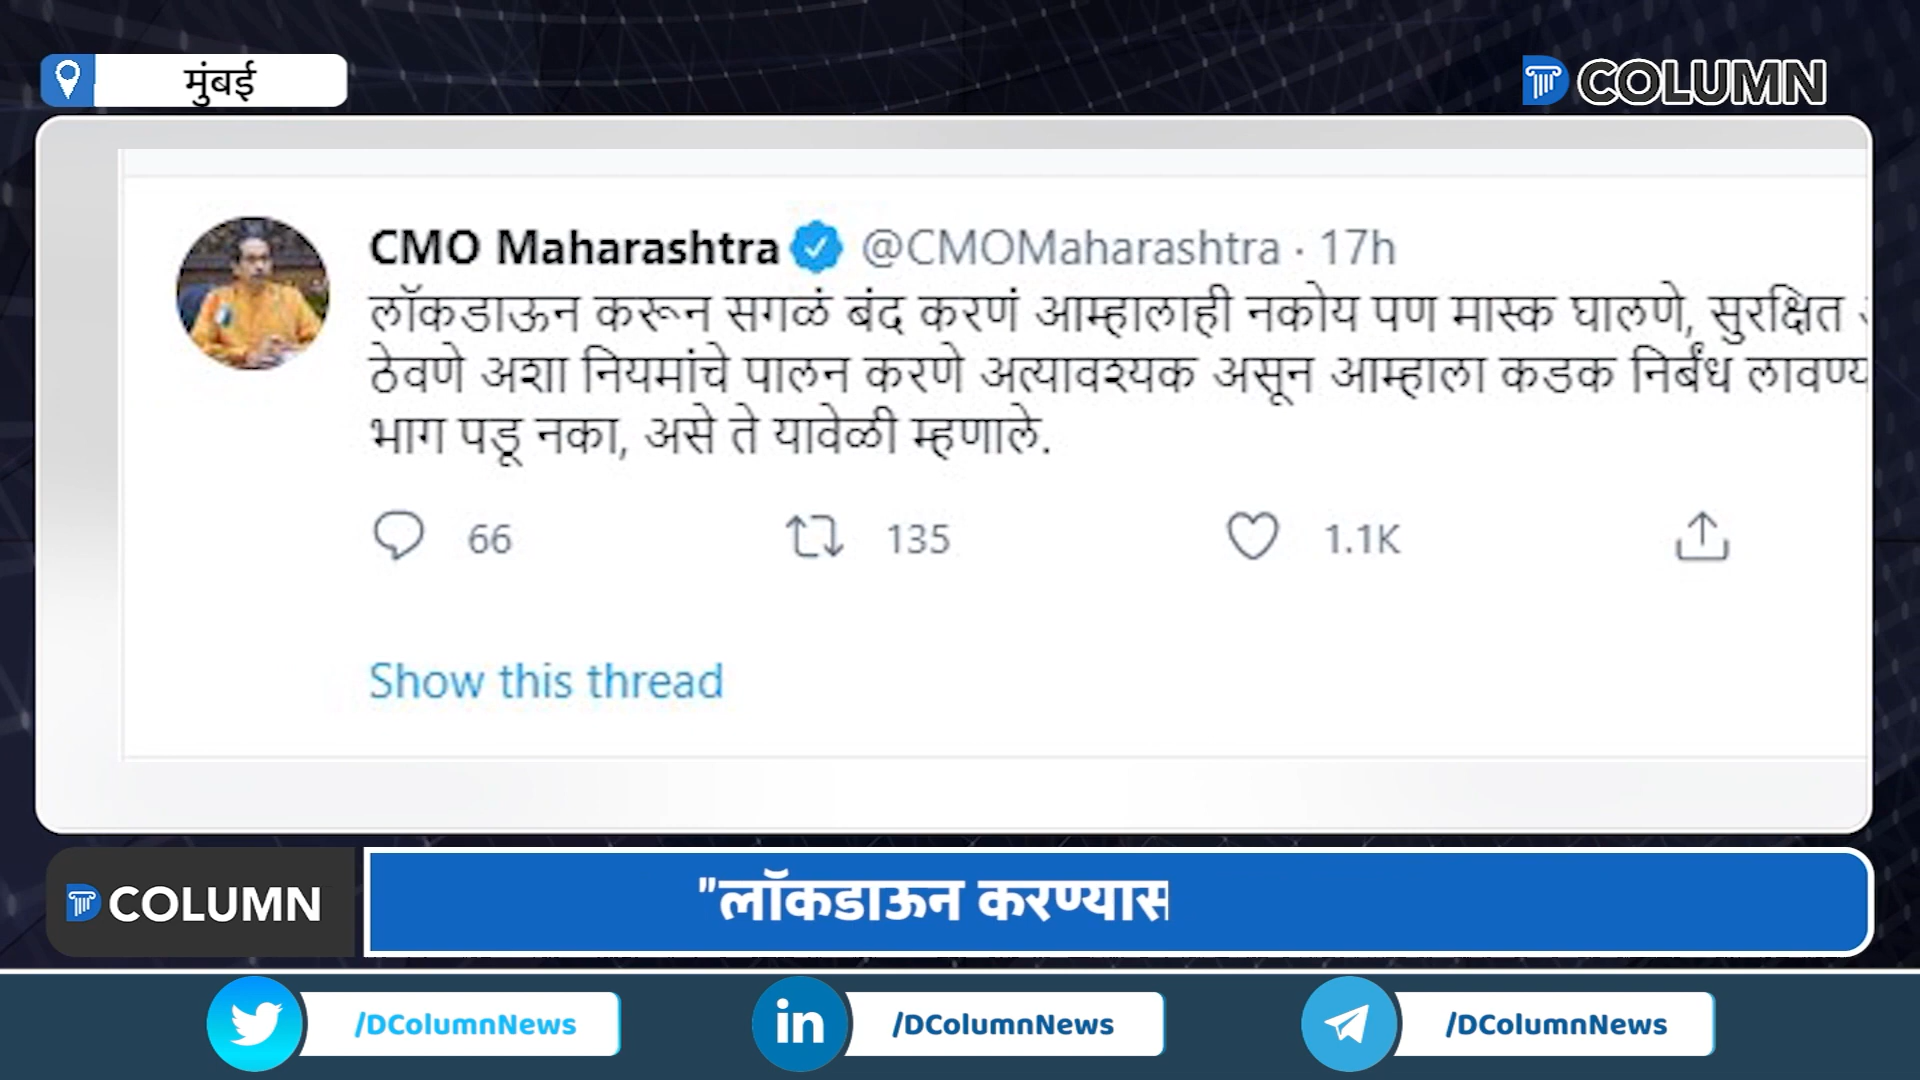 मुंबई
COLUMN
CMO Maharashtra @CMOMaharashtra · 17h
लॉकडाऊन करून सगळं बंद करणं आम्हालाही नकोय पण मास्क घालणे, सुरक्षित
ठेवणे अशा नियमांचे पालन करणे अत्यावश्यक असून आम्हाला कडक निर्बंध लावण्य
भाग पडू नका, असे ते यावेळी म्हणाले.
66 135 1.1K
Show this thread
COLUMN
"लॉकडाऊन करण्यास
/DColumnNews /DColumnNews /DColumnNews